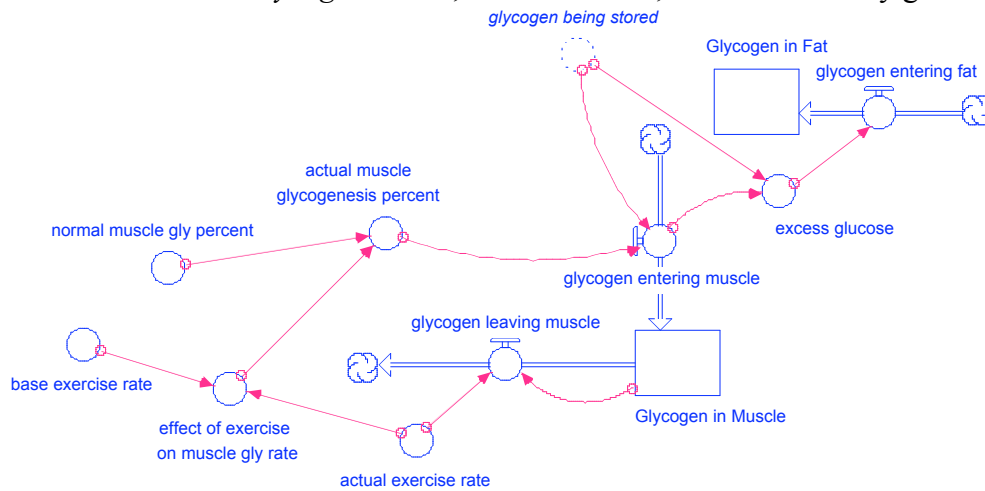 glycogen being stored
Glycogen in Fat
glycogen entering fat
actual muscle
glycogenesis percent
normal muscle gly percent
excess glucose
glycogen entering muscle
glycogen leaving muscle
base exercise rate
Glycogen in Muscle
effect of exercise
on muscle gly rate
actual exercise rate